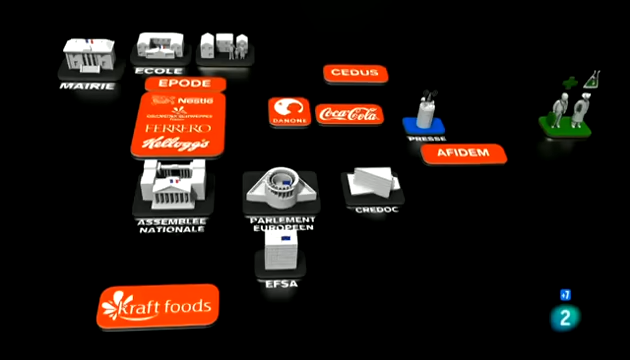 MAIRIE
ECOLE
EPODE
Nestlé
FERRERO
Kellogg's
DANONE
Coca-Cola
CEDUS
PRESSE
AFIDEM
ASSEMBLEE
NATIONALE
PARLEMENT
EUROPEEN
CREDOC
EFSA
kraft foods
+7
2